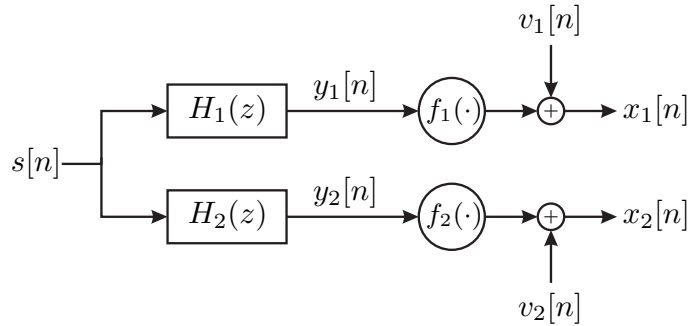 v₁[n]
H₁(z)
y₁[n]
f₁(·)
+
x₁[n]
s[n]
H₂(z)
y₂[n]
f₂(·)
+
x₂[n]
v₂[n]